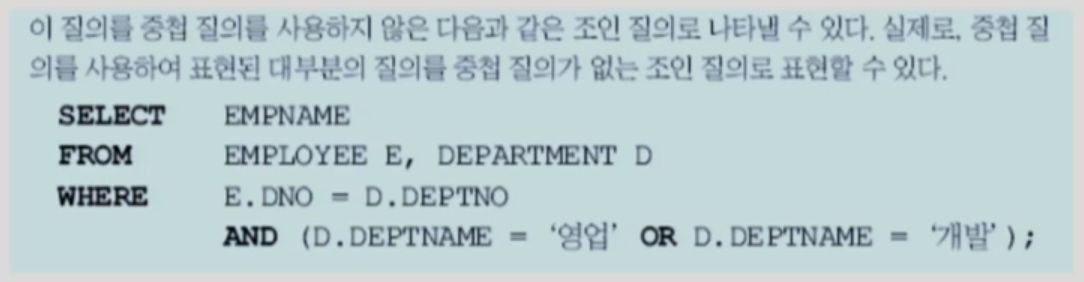 이 질의를 중첩 질의를 사용하지 않은 다음과 같은 조인 질의로 나타낼 수 있다. 실제로, 중첩 질
의를 사용하여 표현된 대부분의 질의를 중첩 질의가 없는 조인 질의로 표현할 수 있다.
SELECT EMPNAME
FROM EMPLOYEE E, DEPARTMENT D
WHERE E.DNO = D.DEPTNO
AND (D.DEPTNAME = ‘영업’ OR D.DEPTNAME = ‘개발’);